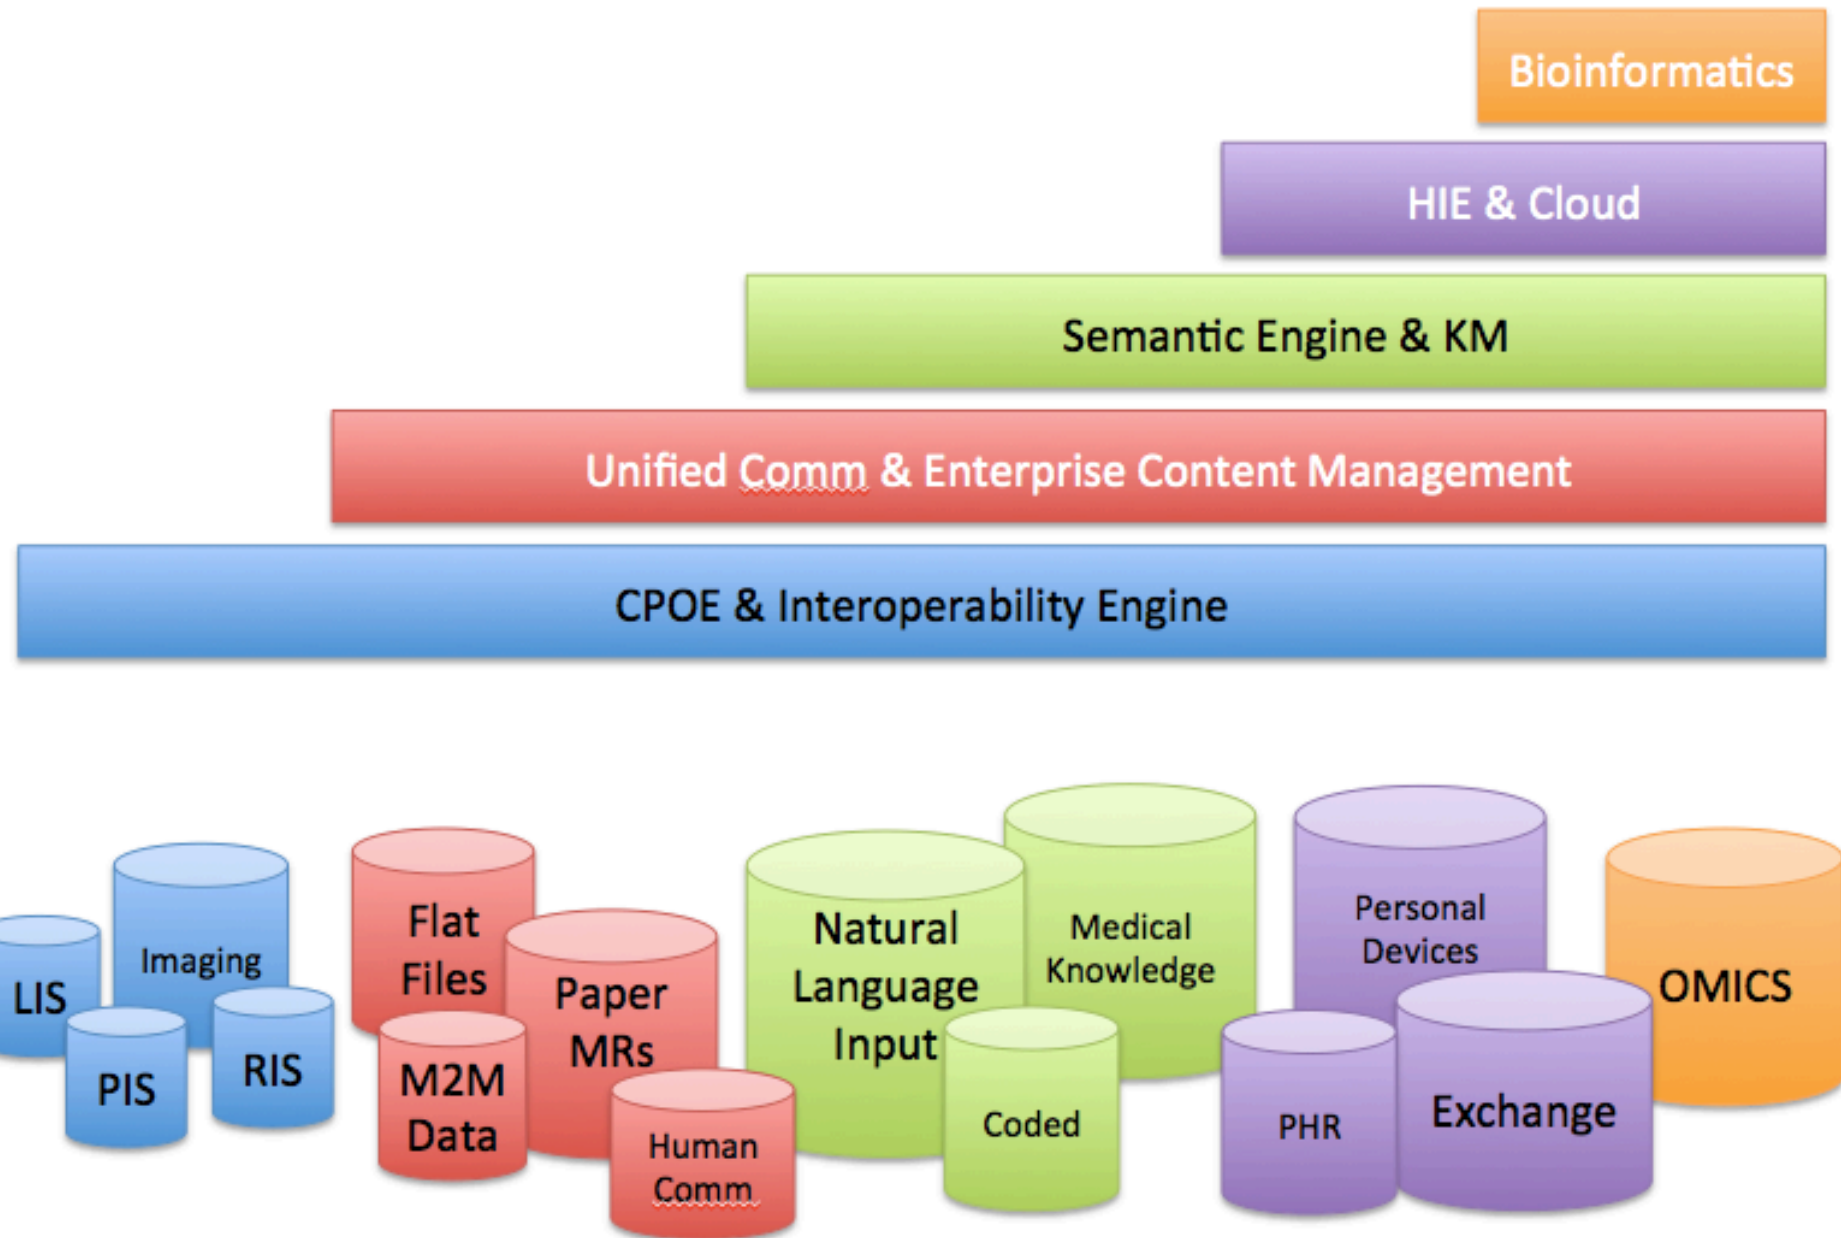 Bioinformatics
HIE & Cloud
Semantic Engine & KM
Unified Comm & Enterprise Content Management
CPOE & Interoperability Engine
LIS
Imaging
PIS
RIS
Flat
Files
Paper
MRs
M2M
Data
Human
Comm
Natural
Language
Input
Medical
Knowledge
Coded
Personal
Devices
PHR
Exchange
OMICS